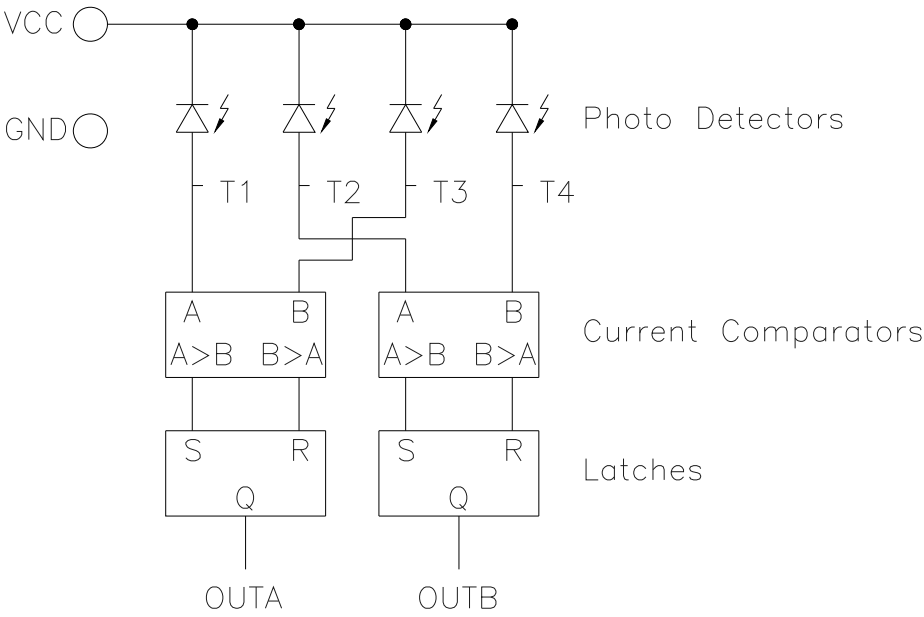 VCC
GND
Photo Detectors
T1 T2 T3 T4
A B A B
Current Comparators
A>B B>A A>B B>A
S R S R
Latches
Q Q
OUTA OUTB